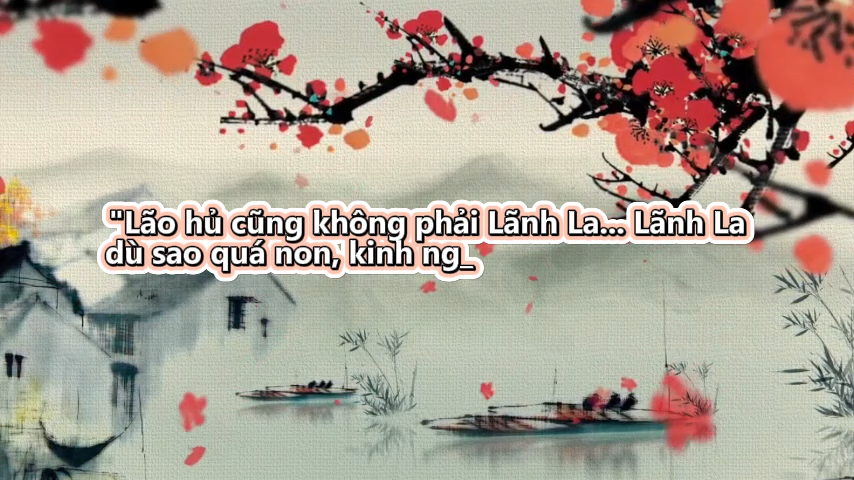 "Lão hủ cũng không phải Lãnh La... Lãnh La
dù sao quá non, kinh ng_